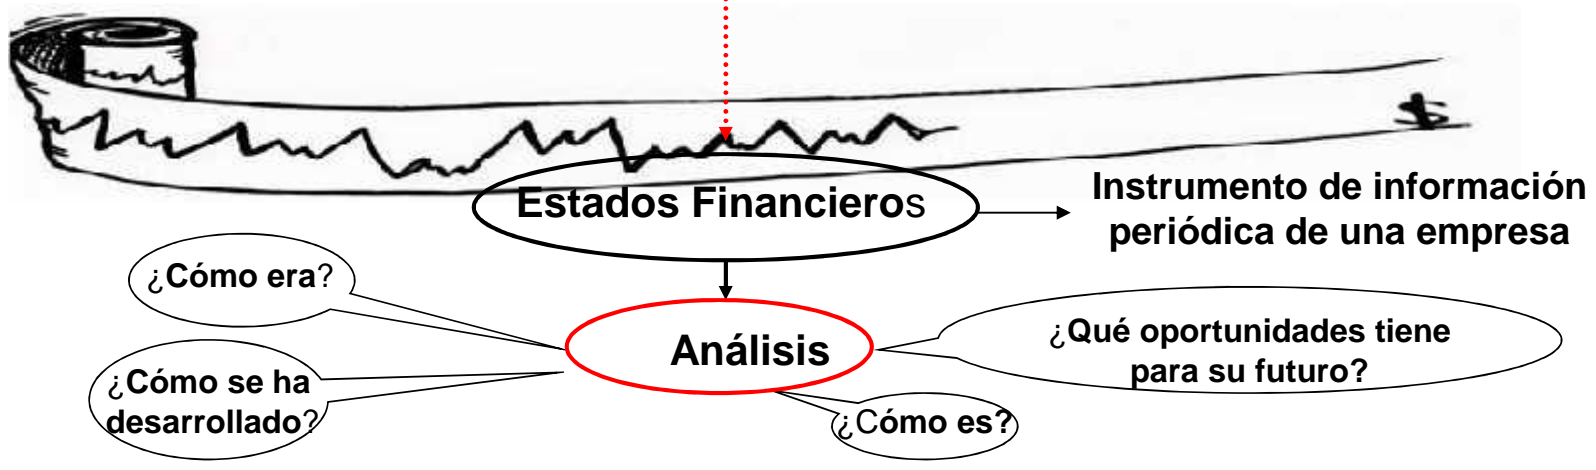 $
Estados Financieros
Instrumento de información
periódica de una empresa
¿Cómo era?
Análisis
¿Qué oportunidades tiene
para su futuro?
¿Cómo se ha
desarrollado?
¿Cómo es?